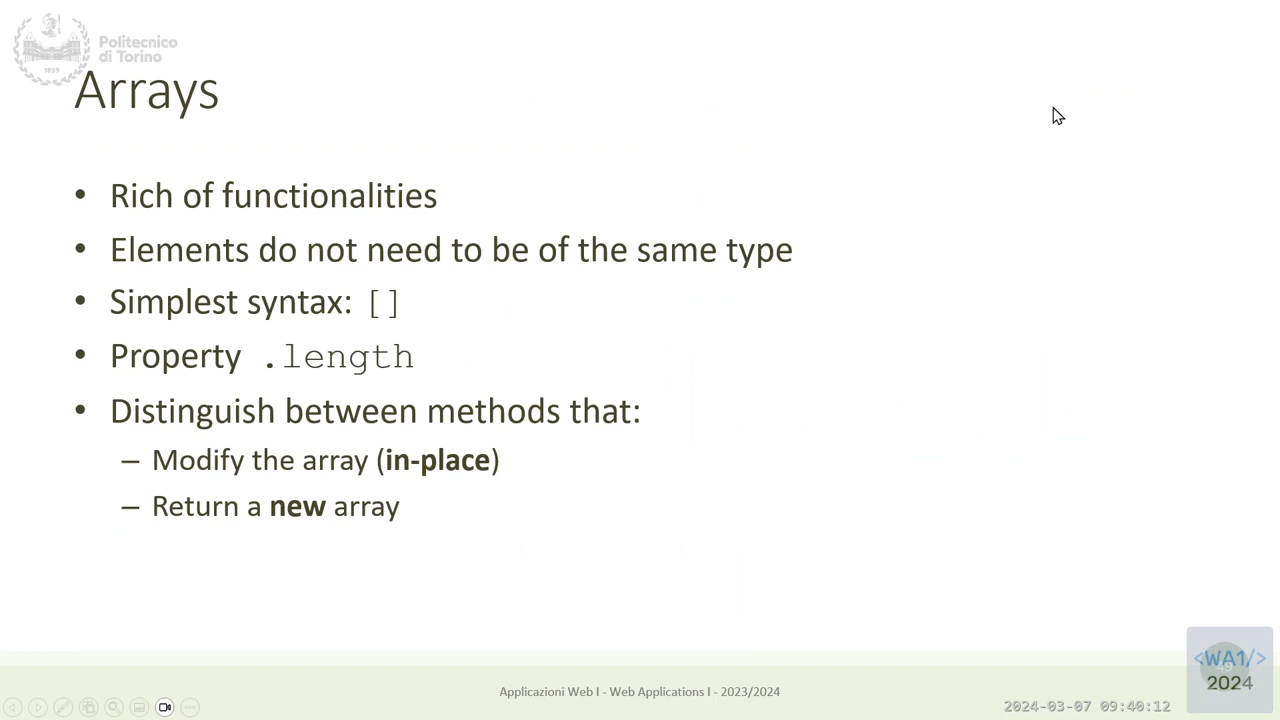 Politecnico
di Torino
1859
Arrays
• Rich of functionalities
• Elements do not need to be of the same type
• Simplest syntax: []
• Property .length
• Distinguish between methods that:
– Modify the array (in-place)
– Return a new array
Applicazioni Web I - Web Applications I - 2023/2024
2024-03-07 09:40:12
<WA1/>
2024